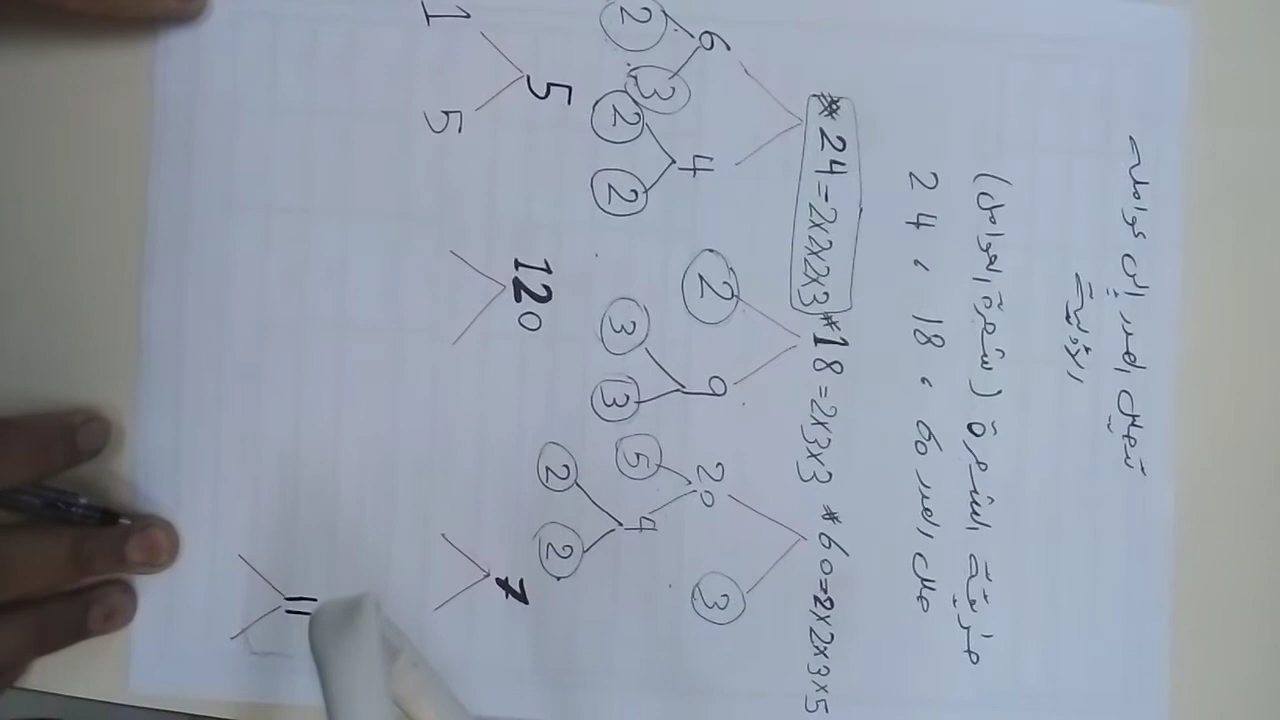 تحليل العدد إلى عوامله
الأولية
طريقة الشجرة (شجرة العوامل)
حلل العدد 60 ، 18 ، 24
* 24 = 2x2x2x3 * 18 = 2x3x3 * 60 = 2x2x3x5
6 4 2 9 20 3
2 3 2 2 3 3 5 4
2 2
5 120 7
1 5
11